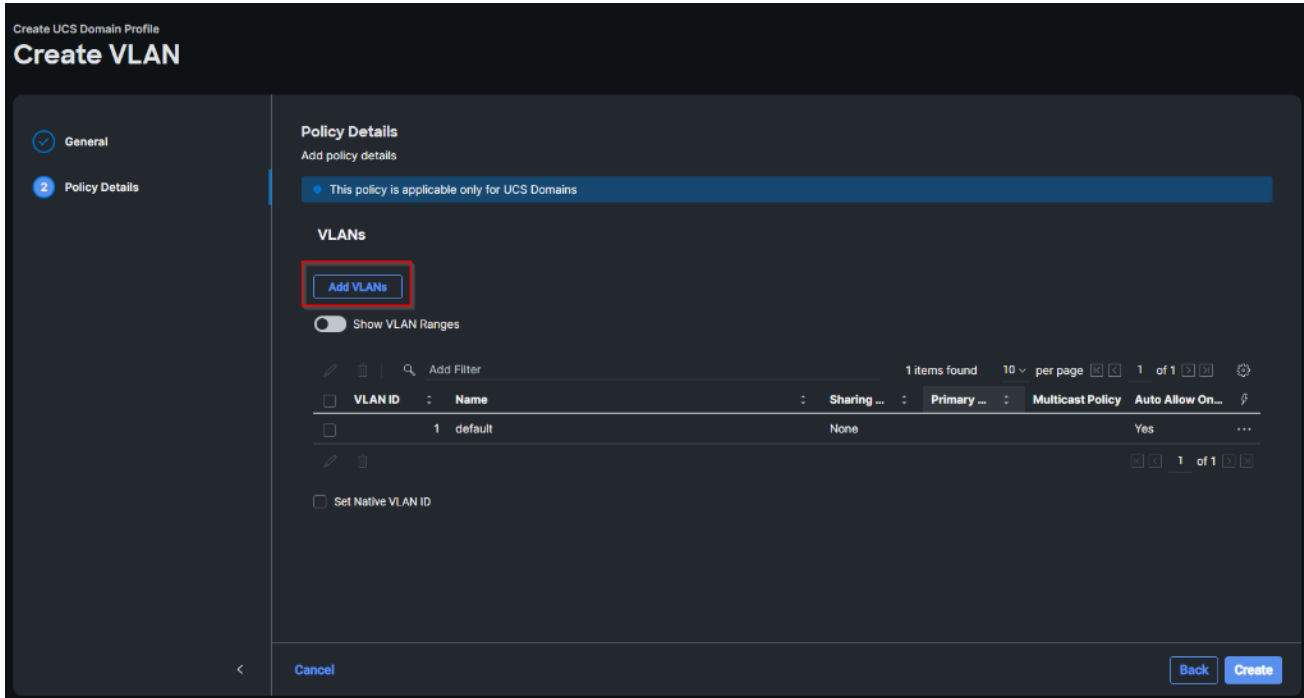 Create UCS Domain Profile
Create VLAN
General
2 Policy Details
Policy Details
Add policy details
This policy is applicable only for UCS Domains
VLANs
Add VLANs
Show VLAN Ranges
Add Filter 1 items found 10 per page 1 of 1
VLAN ID Name Sharing ... Primary ... Multicast Policy Auto Allow On...
1 default None Yes ...
1 of 1
Set Native VLAN ID
Cancel Back Create